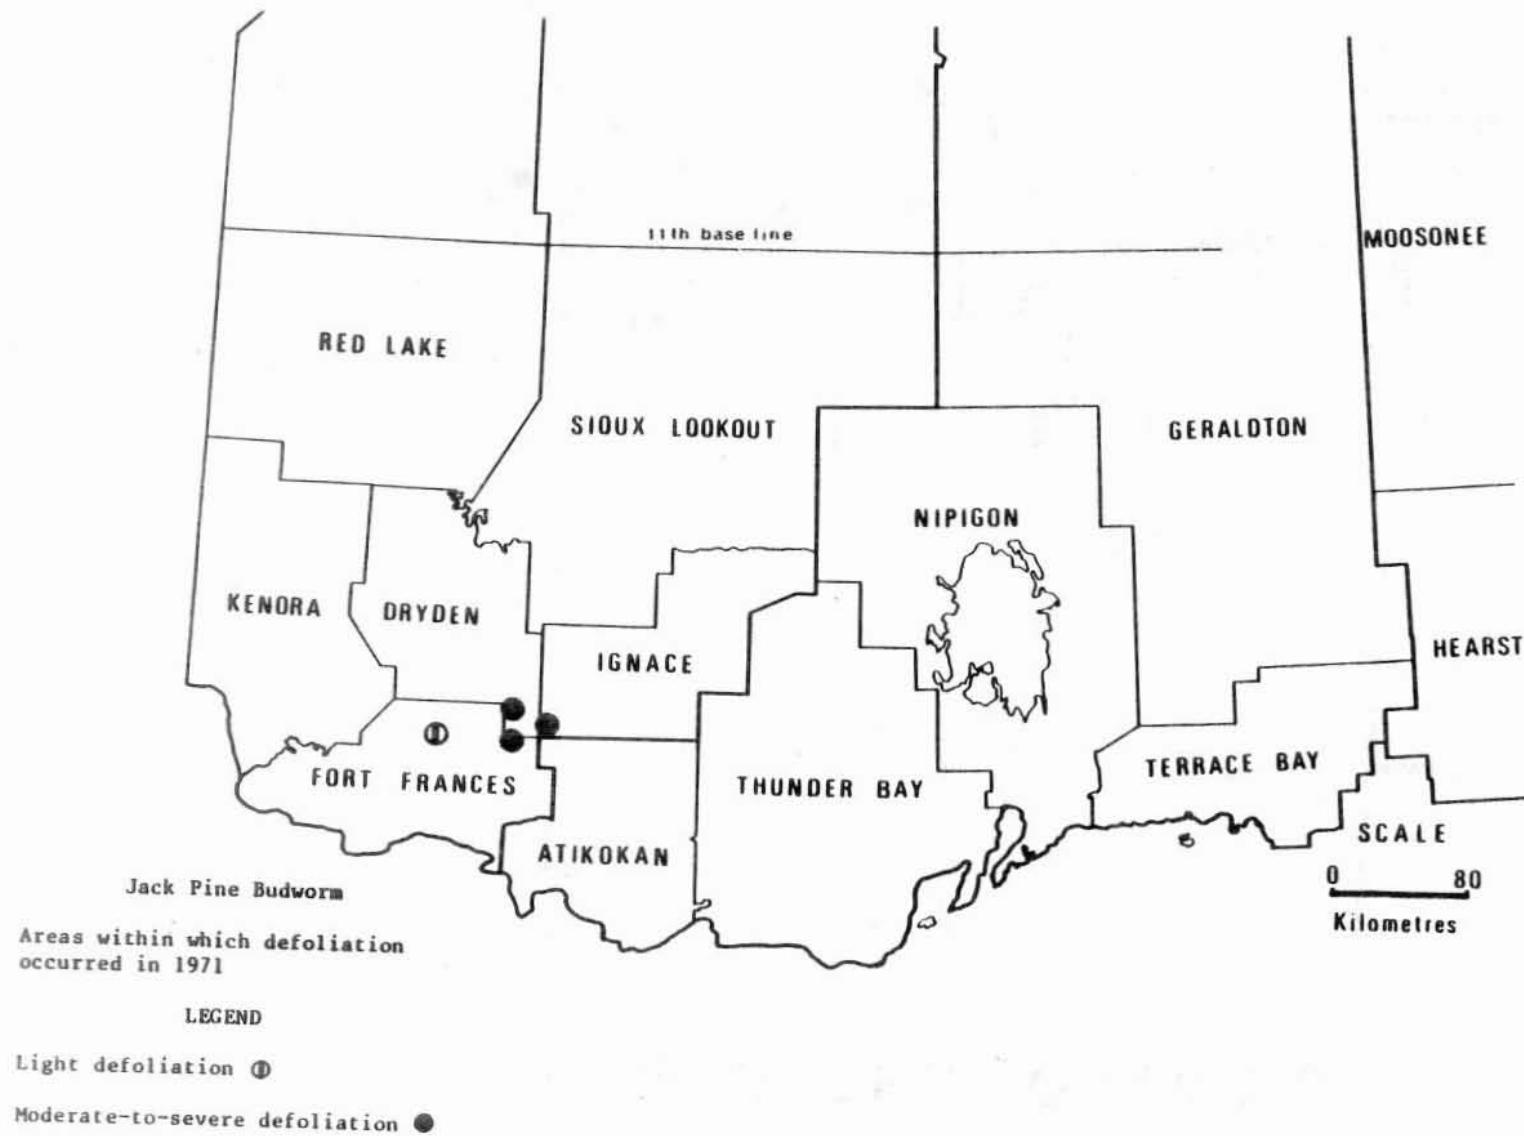 11th base line
MOOSONEE
RED LAKE
SIOUX LOOKOUT
GERALDTON
NIPIGON
KENORA
DRYDEN
IGNACE
HEARST
FORT FRANCES
THUNDER BAY
TERRACE BAY
ATIKOKAN
SCALE
0 80
Kilometres
Jack Pine Budworm
Areas within which defoliation
occurred in 1971
LEGEND
Light defoliation
Moderate-to-severe defoliation